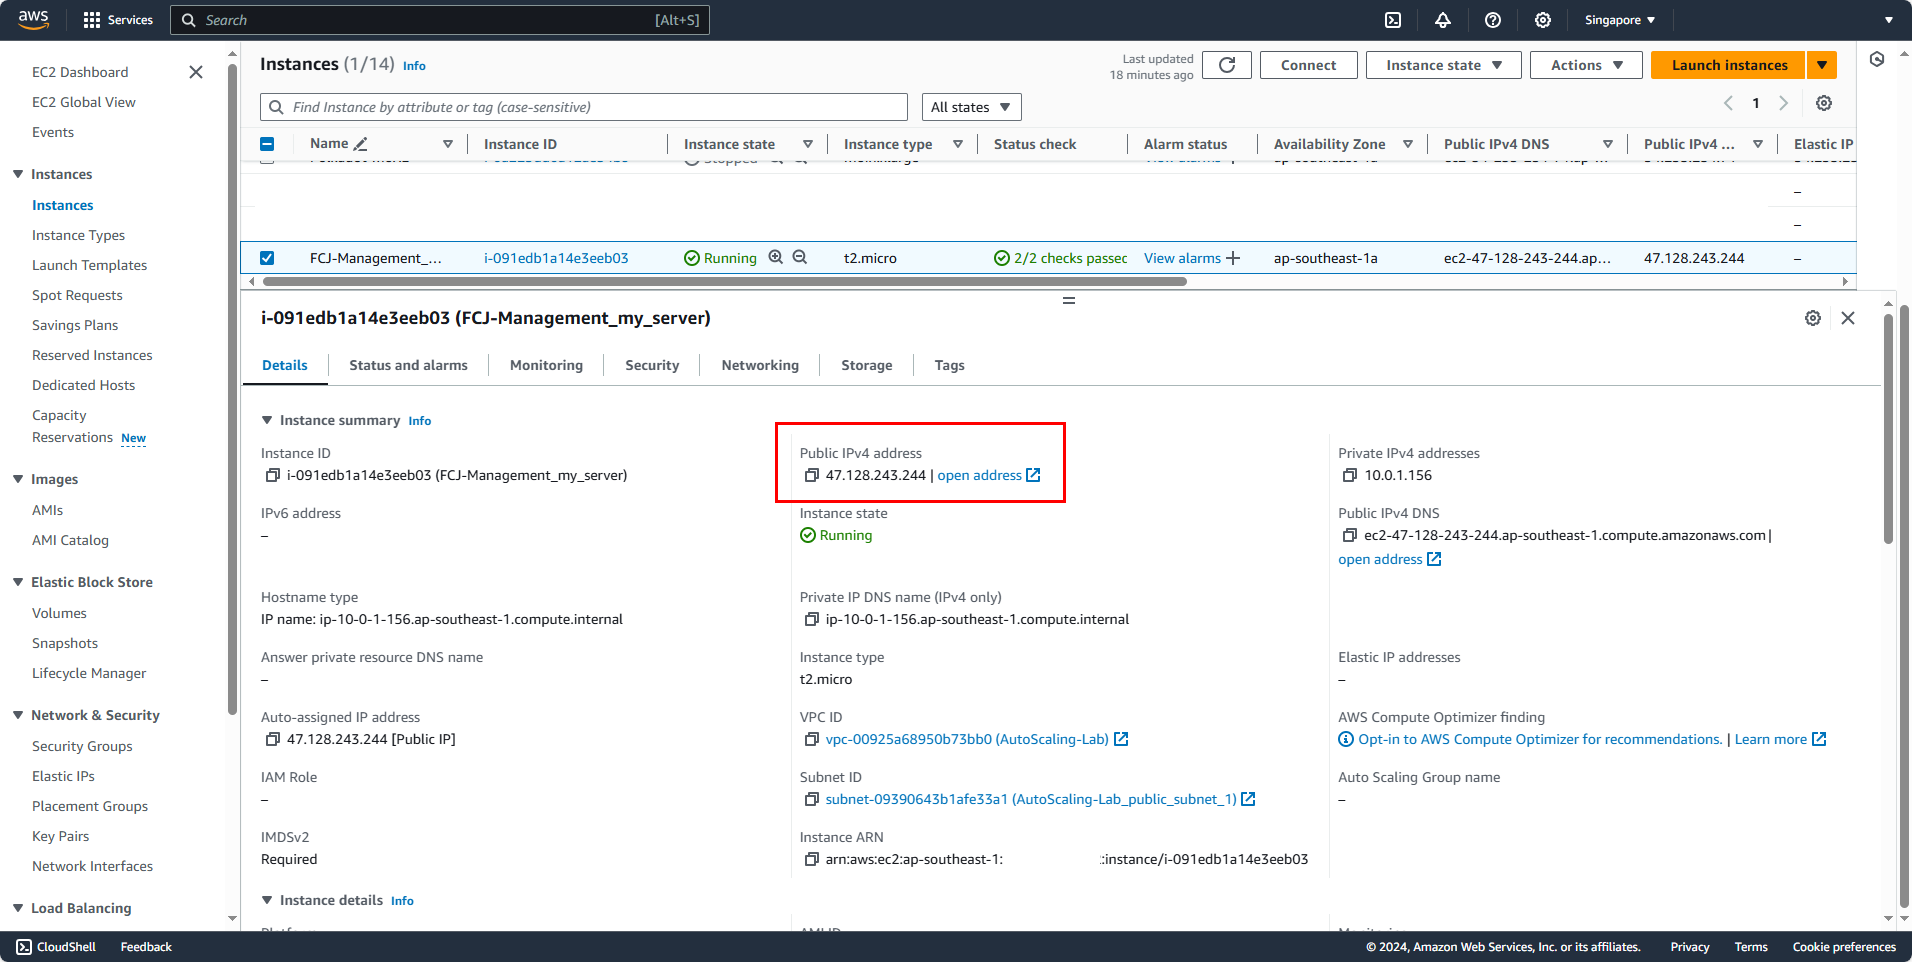 aws Services Search [Alt+S] Singapore
EC2 Dashboard
EC2 Global View
Events
Instances
Instances
Instance Types
Launch Templates
Spot Requests
Savings Plans
Reserved Instances
Dedicated Hosts
Capacity
Reservations New
Images
AMIs
AMI Catalog
Elastic Block Store
Volumes
Snapshots
Lifecycle Manager
Network & Security
Security Groups
Elastic IPs
Placement Groups
Key Pairs
Network Interfaces
Load Balancing
Instances (1/14) Info
Last updated
18 minutes ago
Connect Instance state Actions Launch instances
Find Instance by attribute or tag (case-sensitive) All states 1
Name Instance ID Instance state Instance type Status check Alarm status Availability Zone Public IPv4 DNS Public IPv4 ... Elastic IP
Stopped
–
–
FCJ-Management_... i-091edb1a14e3eeb03 Running t2.micro 2/2 checks passed View alarms ap-southeast-1a ec2-47-128-243-244.ap... 47.128.243.244 –
i-091edb1a14e3eeb03 (FCJ-Management_my_server)
Details Status and alarms Monitoring Security Networking Storage Tags
Instance summary Info
Instance ID
i-091edb1a14e3eeb03 (FCJ-Management_my_server)
Public IPv4 address
47.128.243.244 | open address
Private IPv4 addresses
10.0.1.156
IPv6 address
–
Instance state
Running
Public IPv4 DNS
ec2-47-128-243-244.ap-southeast-1.compute.amazonaws.com |
open address
Hostname type
IP name: ip-10-0-1-156.ap-southeast-1.compute.internal
Private IP DNS name (IPv4 only)
ip-10-0-1-156.ap-southeast-1.compute.internal
Answer private resource DNS name
–
Instance type
t2.micro
Elastic IP addresses
–
Auto-assigned IP address
47.128.243.244 [Public IP]
VPC ID
vpc-00925a68950b73bb0 (AutoScaling-Lab)
AWS Compute Optimizer finding
Opt-in to AWS Compute Optimizer for recommendations. | Learn more
IAM Role
–
Subnet ID
subnet-09390643b1afe33a1 (AutoScaling-Lab_public_subnet_1)
Auto Scaling Group name
–
IMDSv2
Required
Instance ARN
arn:aws:ec2:ap-southeast-1: :instance/i-091edb1a14e3eeb03
Instance details Info
CloudShell Feedback © 2024, Amazon Web Services, Inc. or its affiliates. Privacy Terms Cookie preferences